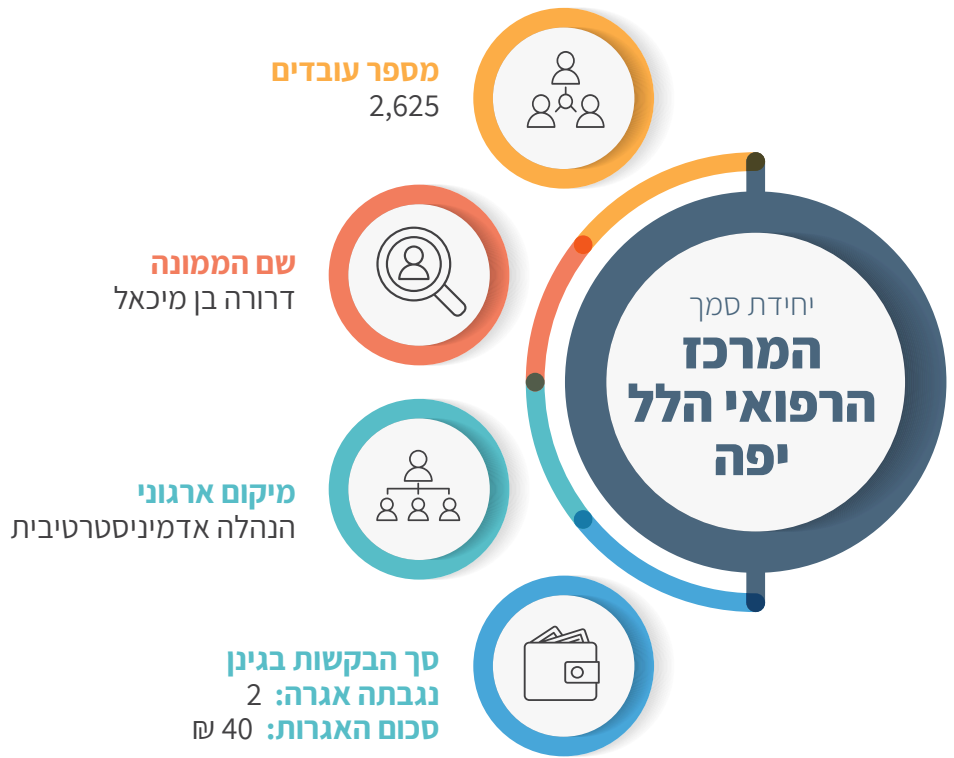 יחידת סמך
המרכז
הרפואי הלל
יפה
מספר עובדים
2,625
שם הממונה
דרורה בן מיכאל
מיקום ארגוני
הנהלה אדמיניסטרטיבית
סך הבקשות בגינן
נגבתה אגרה: 2
סכום האגרות: 40 ₪